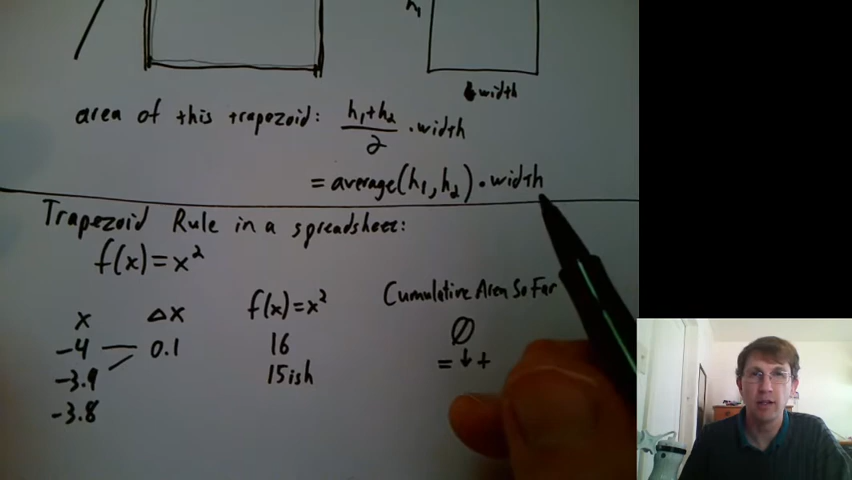 h₁
width
area of this trapezoid: h₁+h₂/2 · width
= average(h₁, h₂) · width
Trapezoid Rule in a spreadsheet:
f(x)=x²
x Δx f(x)=x² Cumulative Area So Far
-4 0.1 16 Ø
-3.9 15ish = ↓ +
-3.8